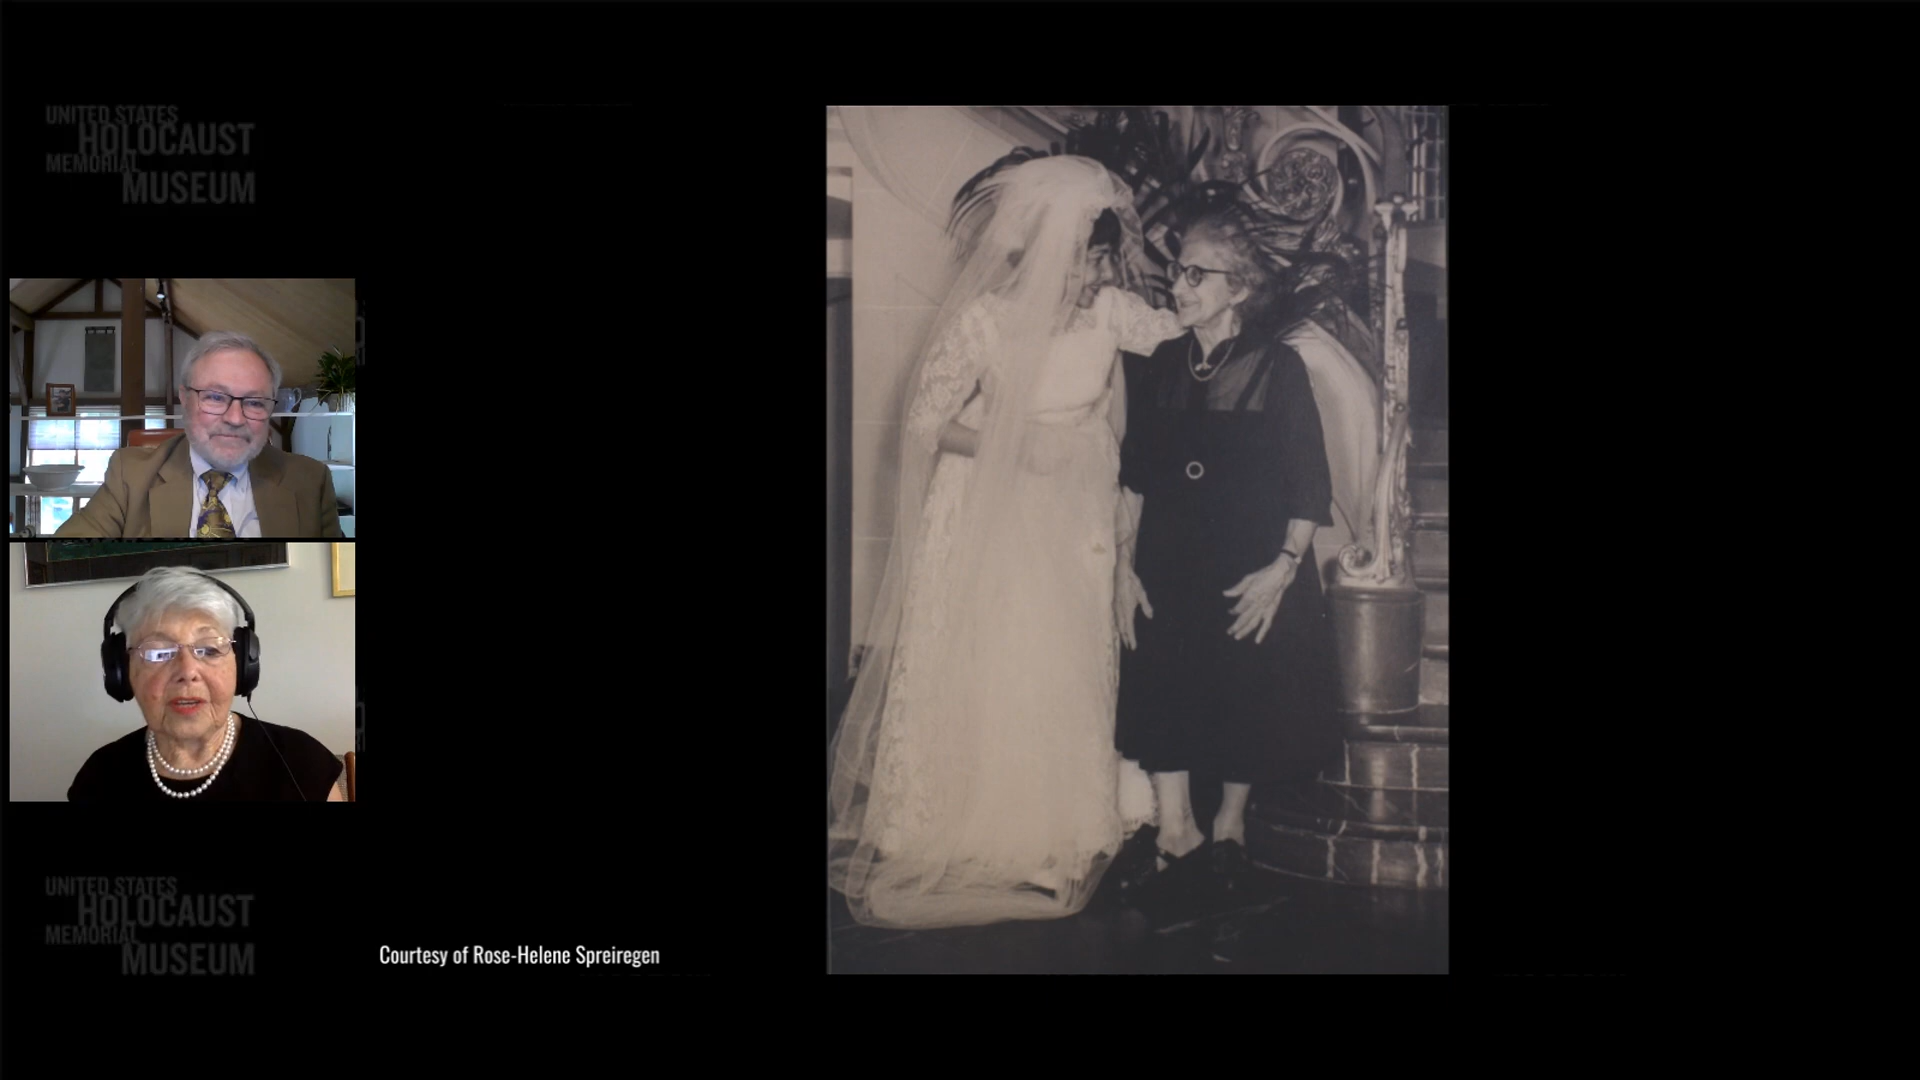 UNITED STATES
HOLOCAUST
MEMORIAL
MUSEUM
UNITED STATES
HOLOCAUST
MEMORIAL
MUSEUM
Courtesy of Rose-Helene Spreiregen